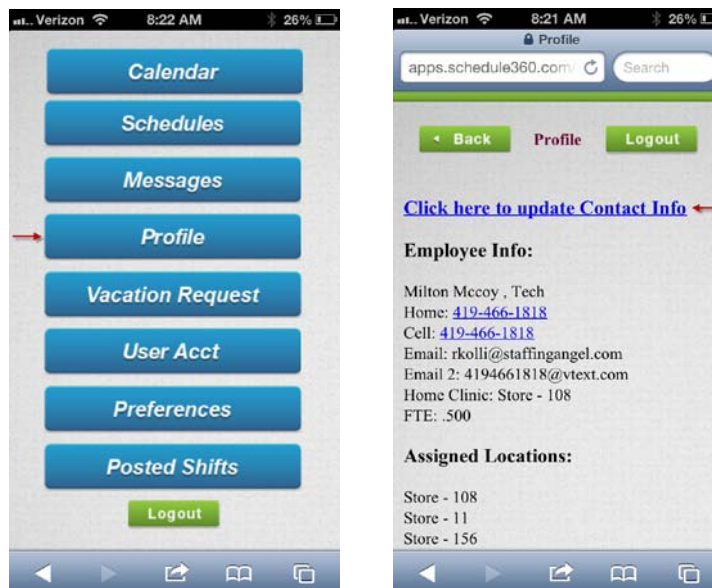 Verizon 8:22 AM 26%
Calendar
Schedules
Messages
Profile
Vacation Request
User Acct
Preferences
Posted Shifts
Logout
Verizon 8:21 AM 26%
Profile
apps.schedule360.com/ Search
Back Profile Logout
Click here to update Contact Info
Employee Info:
Milton Mccoy , Tech
Home: 419-466-1818
Cell: 419-466-1818
Email: rkolli@staffingangel.com
Email 2: 4194661818@vtext.com
Home Clinic: Store - 108
FTE: .500
Assigned Locations:
Store - 108
Store - 11
Store - 156